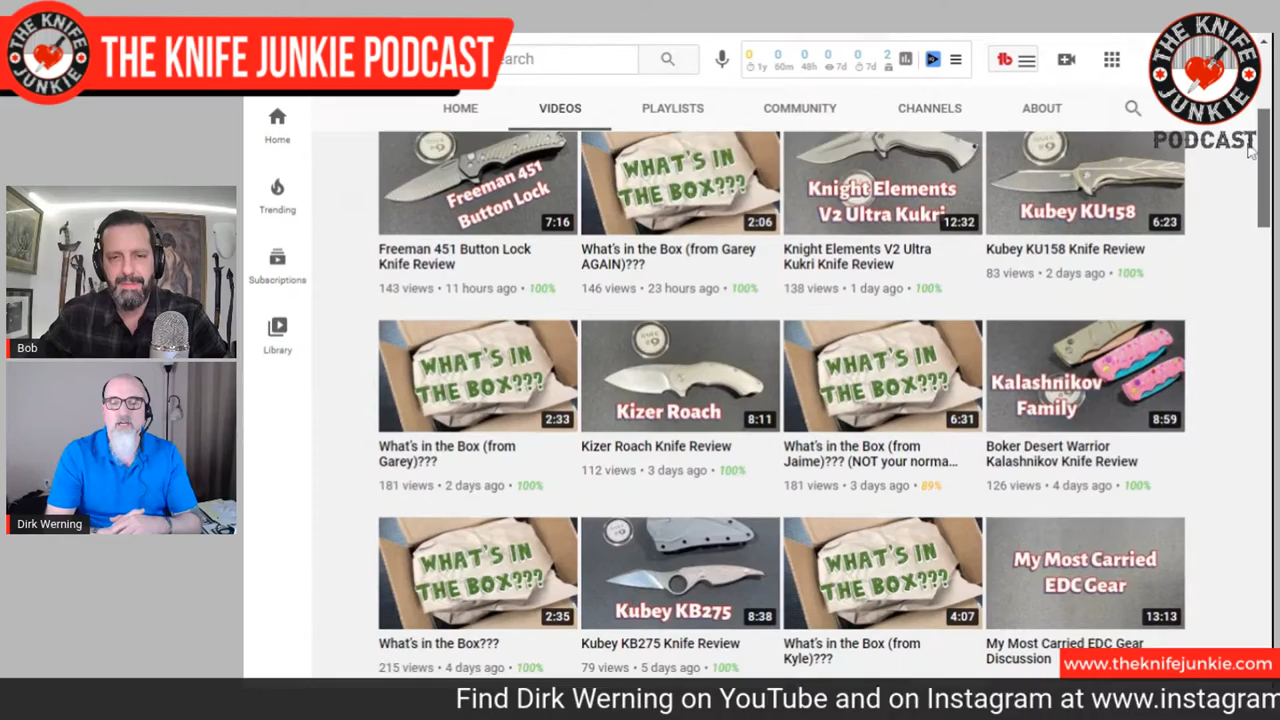 THE KNIFE JUNKIE
THE KNIFE JUNKIE PODCAST
earch
0 0 0 0 2
1y 60m 48h 7d 7d
tb
THE KNIFE
JUNKIE
PODCAST
Home
Trending
Subscriptions
Library
HOME
VIDEOS
PLAYLISTS
COMMUNITY
CHANNELS
ABOUT
Freeman 451
Button Lock
7:16
Freeman 451 Button Lock
Knife Review
143 views • 11 hours ago • 100%
WHAT'S IN
THE BOX???
2:06
What's in the Box (from Garey
AGAIN)???
146 views • 23 hours ago • 100%
Knight Elements
V2 Ultra Kukri
12:32
Knight Elements V2 Ultra
Kukri Knife Review
138 views • 1 day ago • 100%
Kubey KU158
6:23
Kubey KU158 Knife Review
83 views • 2 days ago • 100%
WHAT'S IN
THE BOX???
2:33
What's in the Box (from
Garey)???
181 views • 2 days ago • 100%
Kizer Roach
8:11
Kizer Roach Knife Review
112 views • 3 days ago • 100%
WHAT'S IN
THE BOX???
6:31
What's in the Box (from
Jaime)??? (NOT your norma...
181 views • 3 days ago • 89%
Kalashnikov
Family
8:59
Boker Desert Warrior
Kalashnikov Knife Review
126 views • 4 days ago • 100%
WHAT'S IN
THE BOX???
2:35
What's in the Box???
215 views • 4 days ago • 100%
Kubey KB275
8:38
Kubey KB275 Knife Review
79 views • 5 days ago • 100%
WHAT'S IN
THE BOX???
4:07
What's in the Box (from
Kyle)???
My Most Carried
EDC Gear
13:13
My Most Carried EDC Gear
Discussion
Bob
Dirk Werning
www.theknifejunkie.com
Find Dirk Werning on YouTube and on Instagram at www.instagram